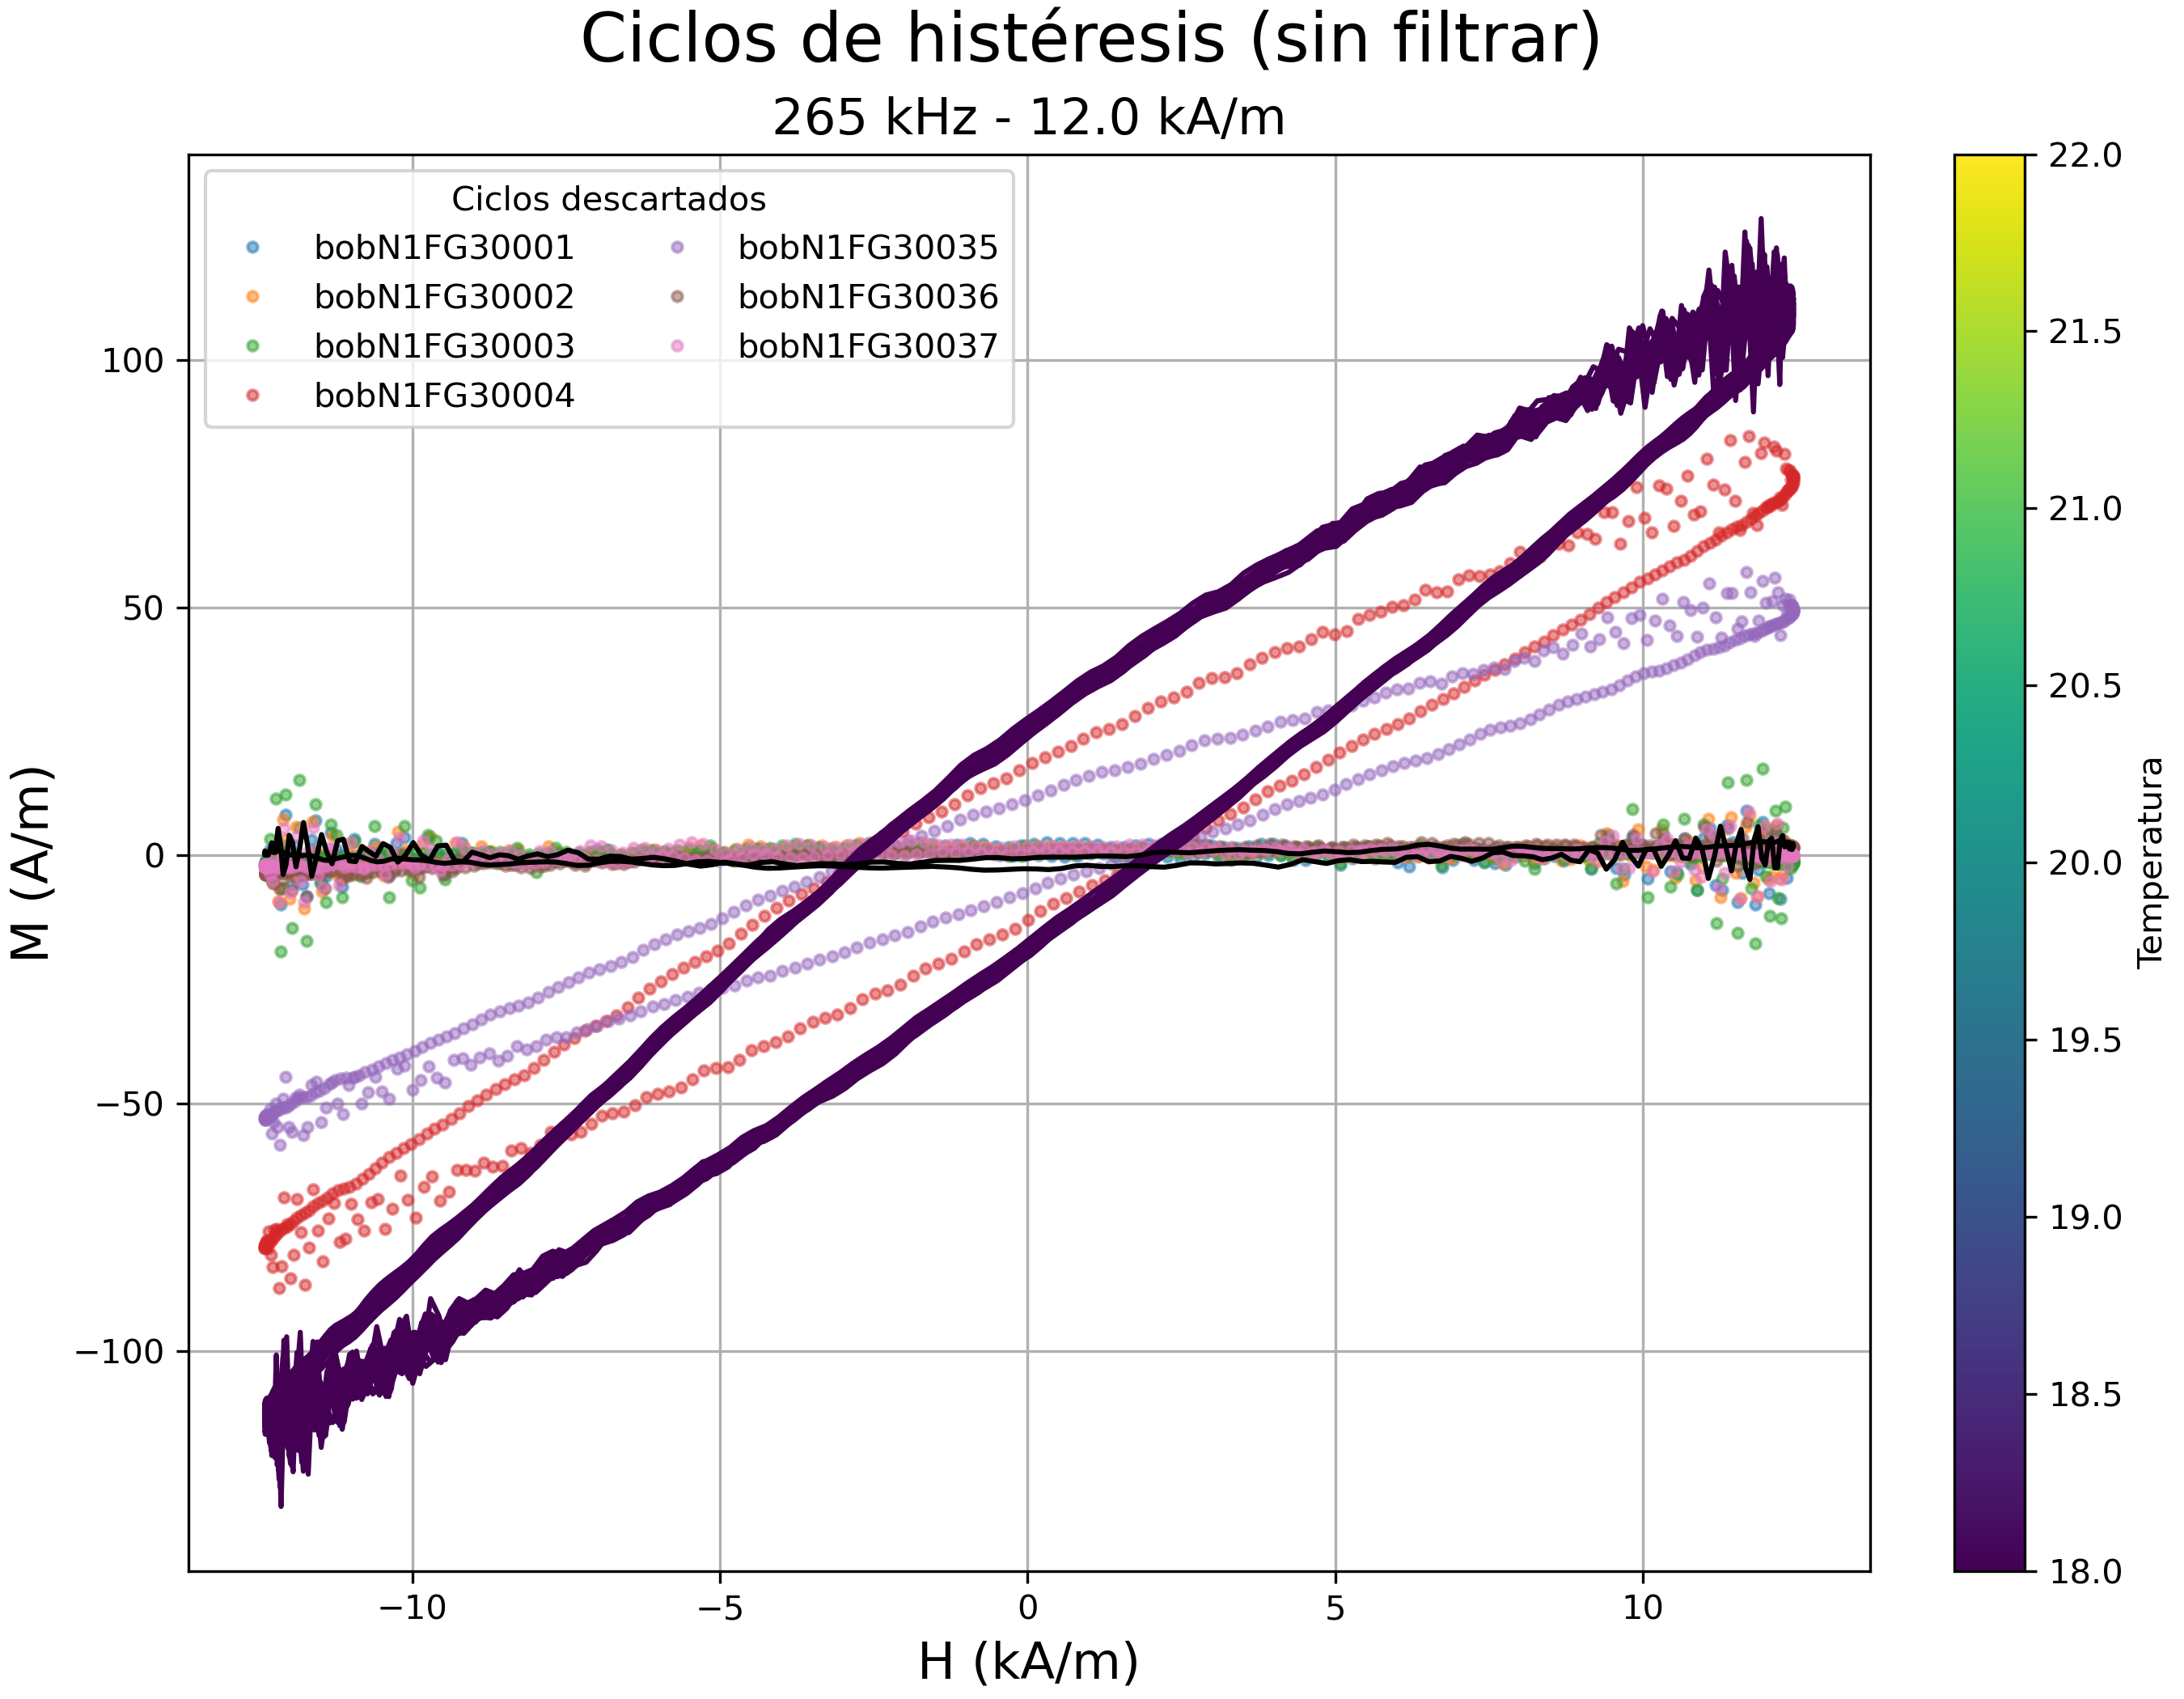 Ciclos de histéresis (sin filtrar)
265 kHz - 12.0 kA/m
Ciclos descartados
bobN1FG30001
bobN1FG30002
bobN1FG30003
bobN1FG30004
bobN1FG30035
bobN1FG30036
bobN1FG30037
M (A/m)
100
50
0
−50
−100
−10
−5
0
5
10
H (kA/m)
22.0
21.5
21.0
20.5
20.0
19.5
19.0
18.5
18.0
Temperatura